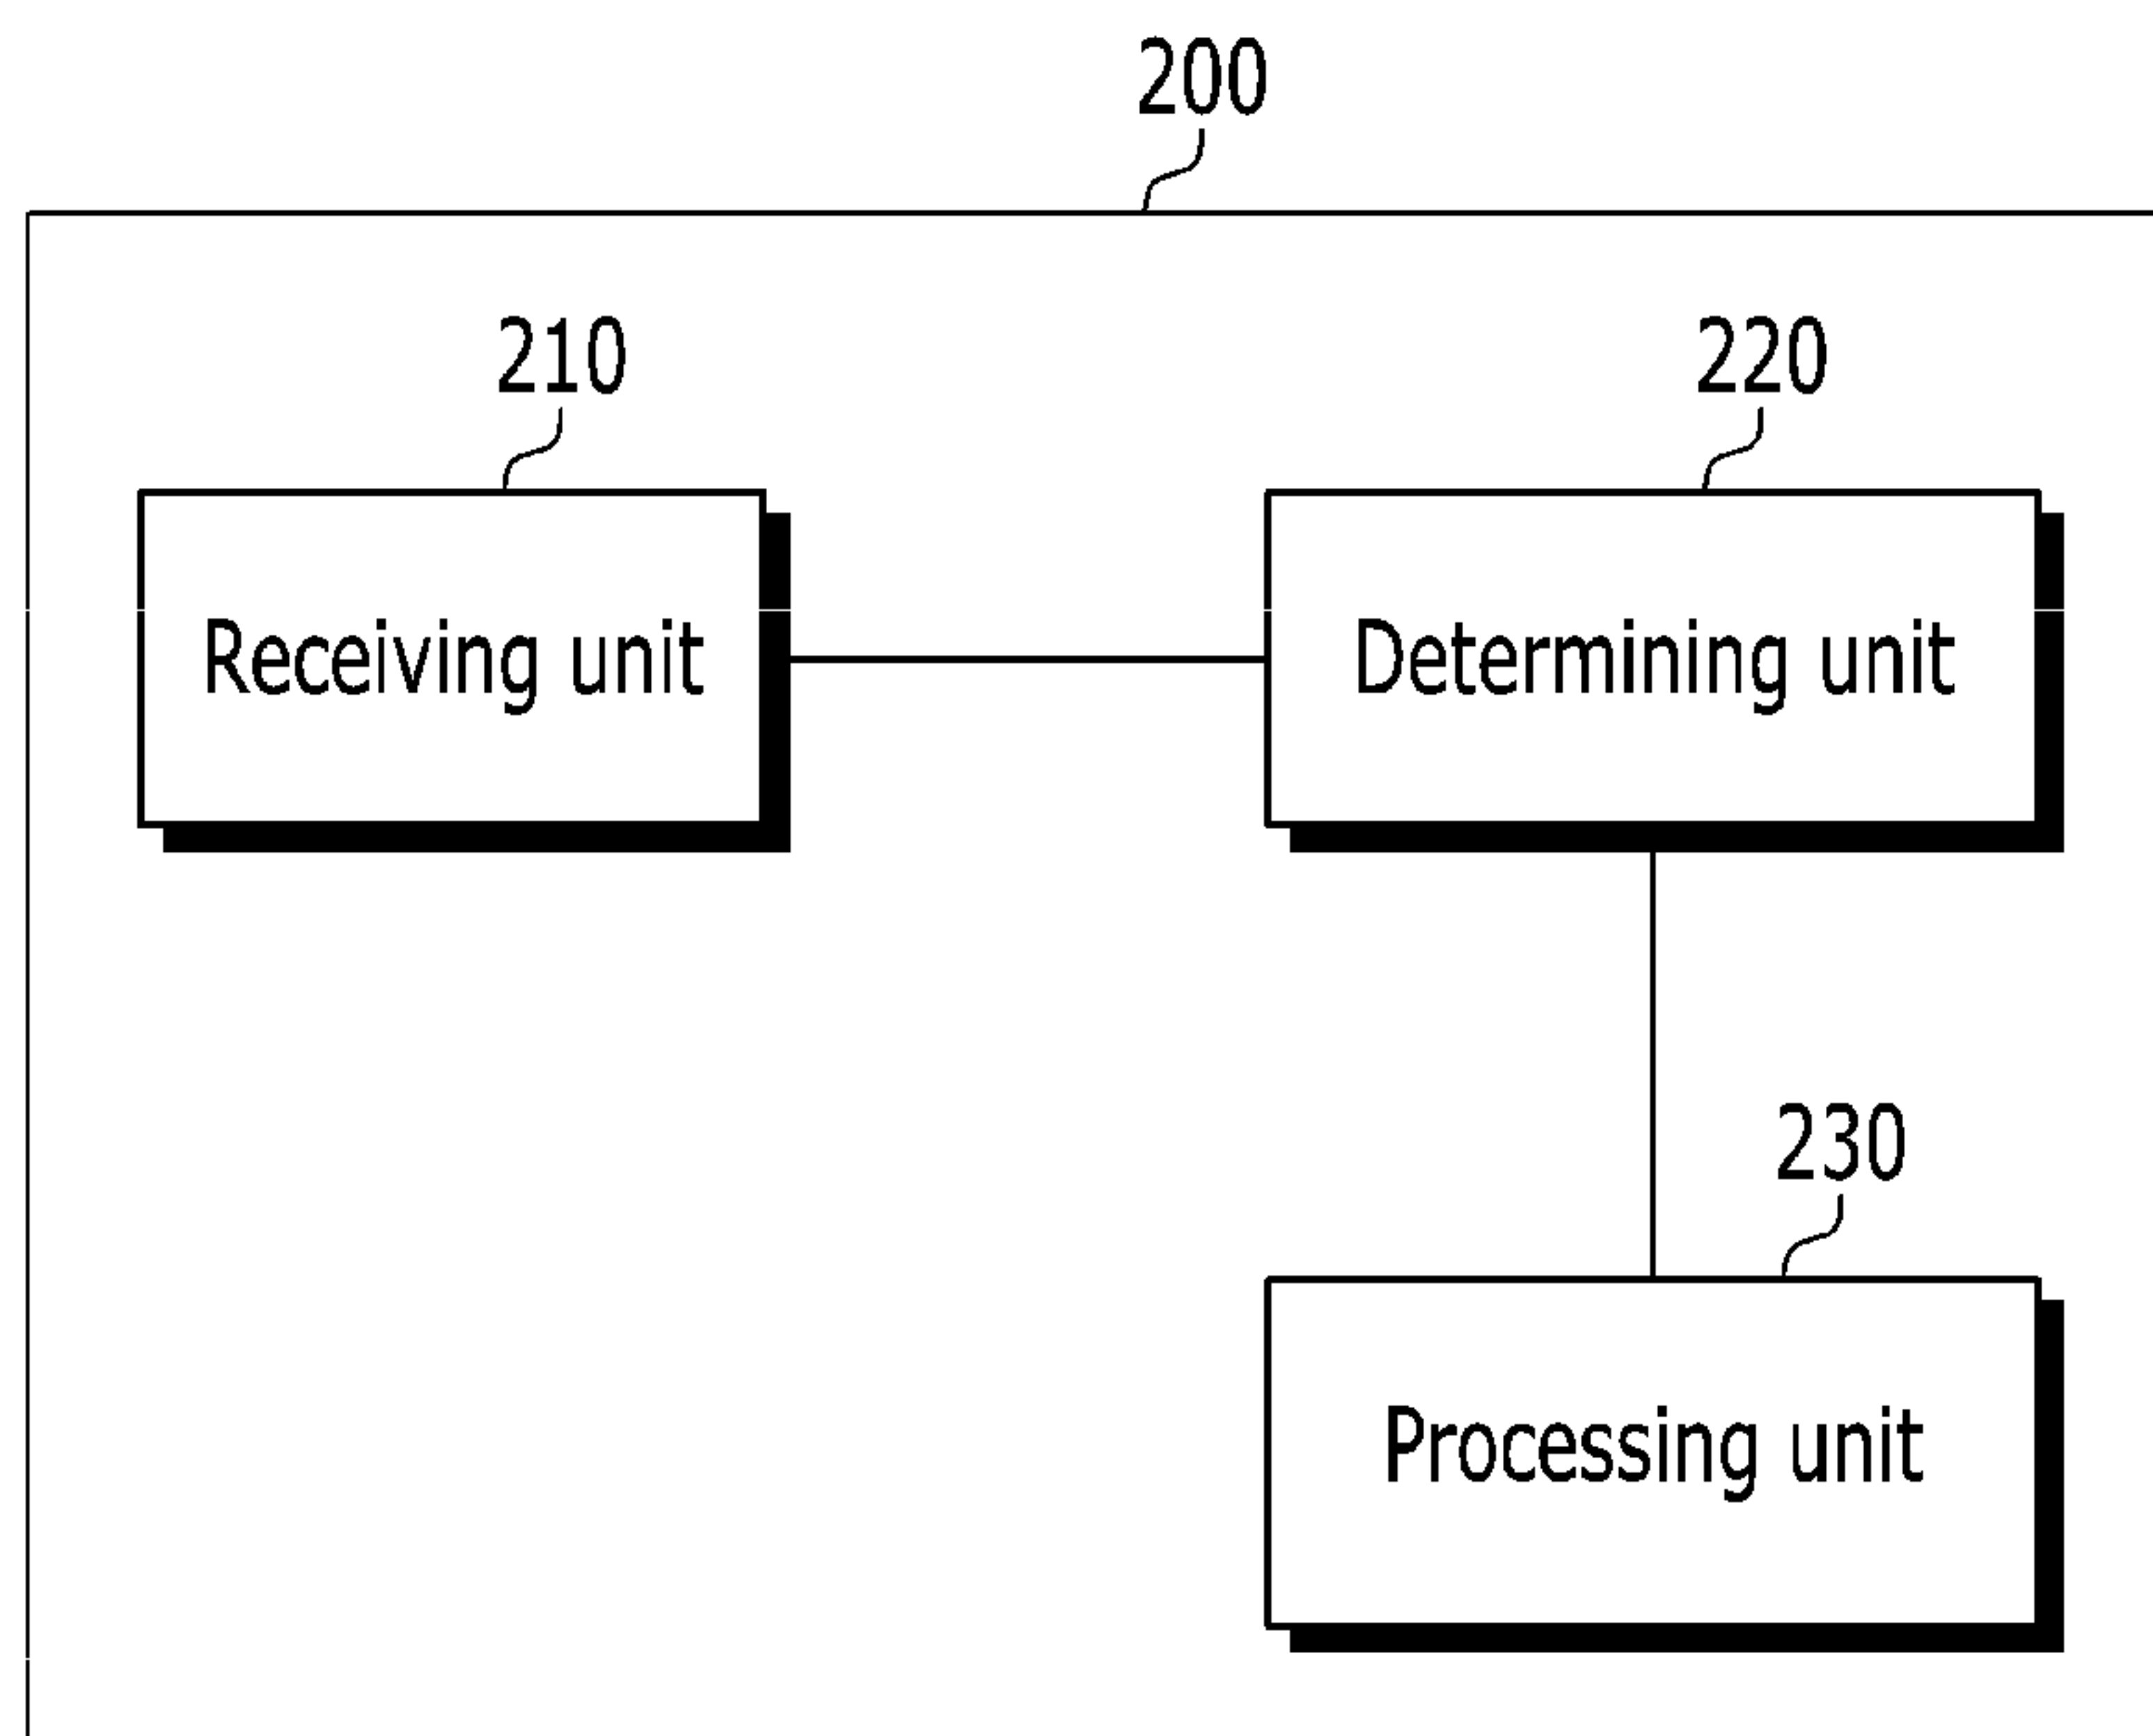 200
210
220
Receiving unit
Determining unit
230
Processing unit